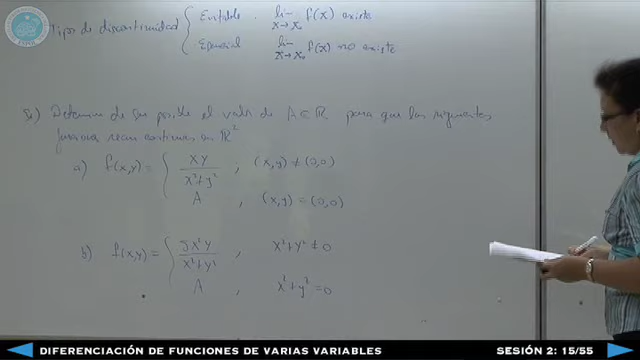 Tipos de discontinuidad { Evitable. lim x→x₀ f(x) existe
Esencial lim x→x₀ f(x) no existe
Determine de ser posible el valor de A∈ℝ para que las siguientes
funciones sean continuas en ℝ²
a) f(x,y) = { xy / x²+y² ; (x,y) ≠ (0,0)
A , (x,y) = (0,0)
b) f(x,y) = { 3x²y / x²+y² , x²+y² ≠ 0
A , x²+y² = 0
DIFERENCIACIÓN DE FUNCIONES DE VARIAS VARIABLES
SESIÓN 2: 15/55